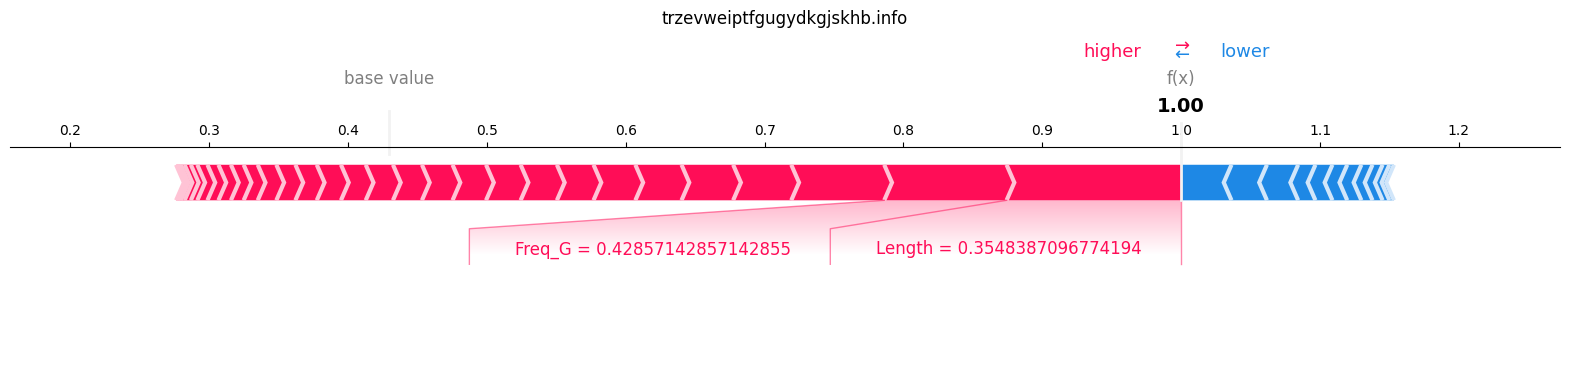 trzevweiptfgugydkgjskhb.info
higher ⇄ lower
base value f(x)
1.00
0.2 0.3 0.4 0.5 0.6 0.7 0.8 0.9 1.0 1.1 1.2
Freq_G = 0.42857142857142855 Length = 0.3548387096774194